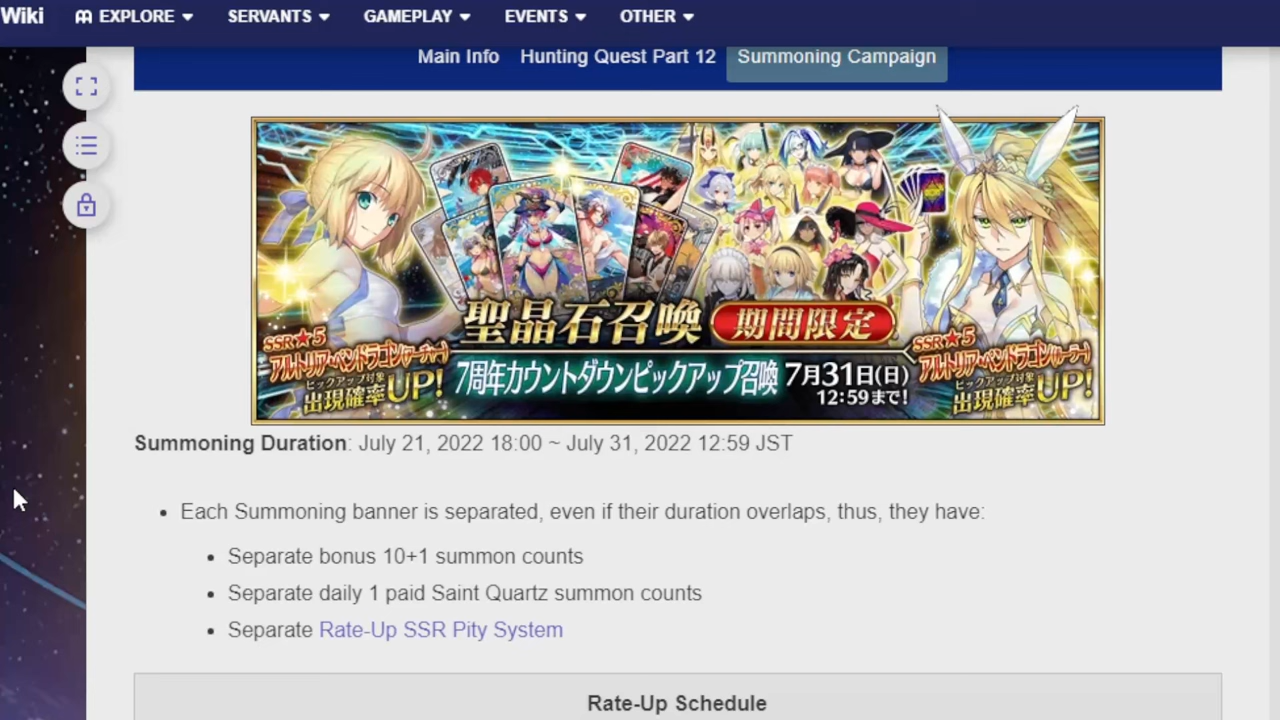 Wiki EXPLORE SERVANTS GAMEPLAY EVENTS OTHER
Main Info Hunting Quest Part 12 Summoning Campaign
聖晶石召喚 期間限定
SSR★5
アルトリア・ペンドラゴン(アーチャー)
ピックアップ対象
出現確率UP!
7周年カウントダウンピックアップ召喚 7月31日(日)
12:59まで!
SSR★5
アルトリア・ペンドラゴン(ルーラー)
ピックアップ対象
出現確率UP!
Summoning Duration: July 21, 2022 18:00 ~ July 31, 2022 12:59 JST
Each Summoning banner is separated, even if their duration overlaps, thus, they have:
Separate bonus 10+1 summon counts
Separate daily 1 paid Saint Quartz summon counts
Separate Rate-Up SSR Pity System
Rate-Up Schedule